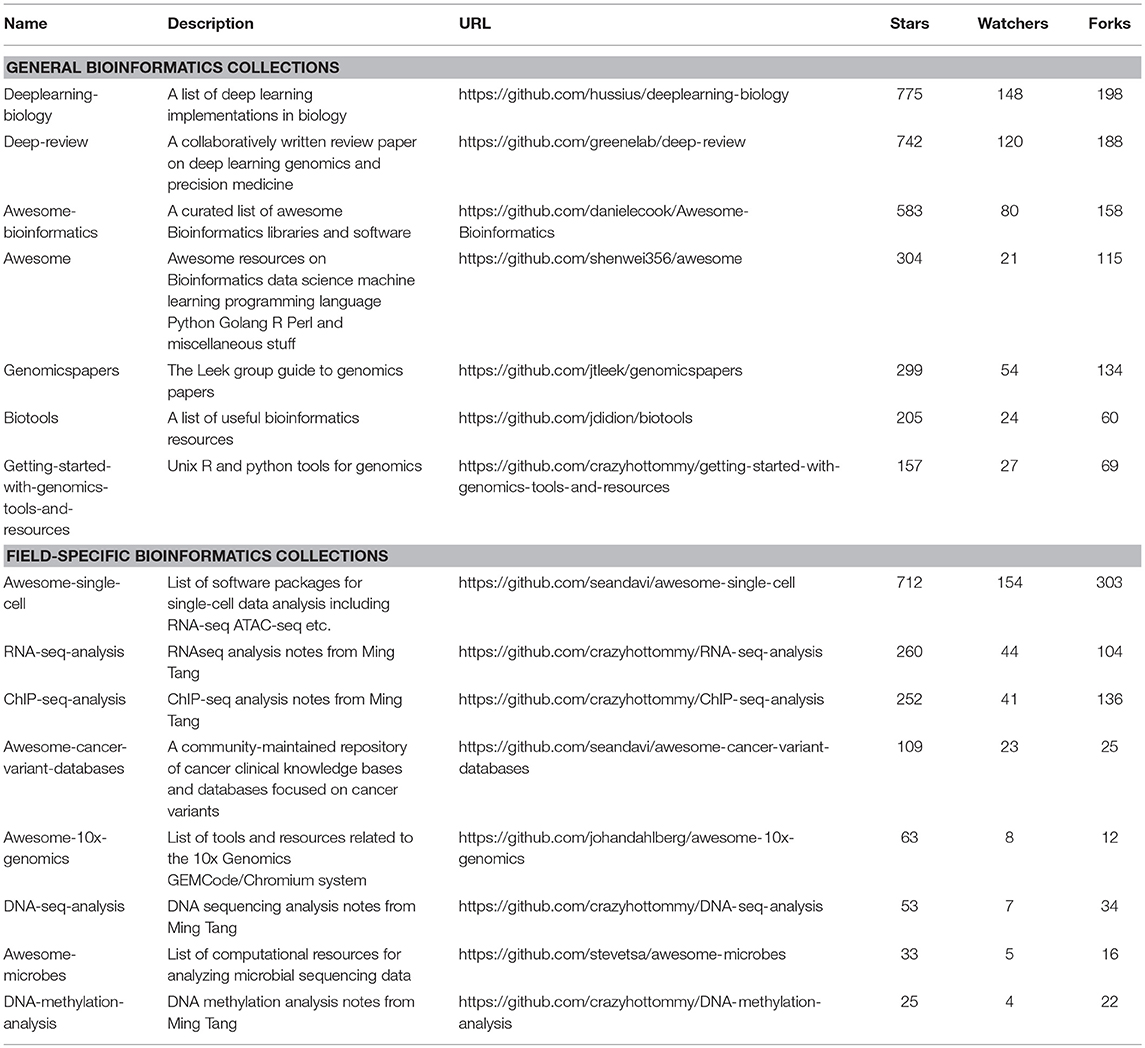 Name Description URL Stars Watchers Forks
GENERAL BIOINFORMATICS COLLECTIONS
Deeplearning- A list of deep learning https://github.com/hussius/deeplearning-biology 775 148 198
biology implementations in biology
Deep-review A collaboratively written review paper https://github.com/greenelab/deep-review 742 120 188
on deep learning genomics and
precision medicine
Awesome- A curated list of awesome https://github.com/danielecook/Awesome- 583 80 158
bioinformatics Bioinformatics libraries and software Bioinformatics
Awesome Awesome resources on https://github.com/shenwei356/awesome 304 21 115
Bioinformatics data science machine
learning programming language
Python Golang R Perl and
miscellaneous stuff
Genomicspapers The Leek group guide to genomics https://github.com/jtleek/genomicspapers 299 54 134
papers
Biotools A list of useful bioinformatics https://github.com/jdidion/biotools 205 24 60
resources
Getting-started- Unix R and python tools for genomics https://github.com/crazyhottommy/getting-started-with- 157 27 69
with-genomics- genomics-tools-and-resources
tools-and-
resources
FIELD-SPECIFIC BIOINFORMATICS COLLECTIONS
Awesome-single- List of software packages for https://github.com/seandavi/awesome-single-cell 712 154 303
cell single-cell data analysis including
RNA-seq ATAC-seq etc.
RNA-seq-analysis RNAseq analysis notes from Ming https://github.com/crazyhottommy/RNA-seq-analysis 260 44 104
Tang
ChIP-seq-analysis ChIP-seq analysis notes from Ming https://github.com/crazyhottommy/ChIP-seq-analysis 252 41 136
Tang
Awesome-cancer- A community-maintained repository https://github.com/seandavi/awesome-cancer-variant- 109 23 25
variant-databases of cancer clinical knowledge bases databases
and databases focused on cancer
variants
Awesome-10x- List of tools and resources related to https://github.com/johandahlberg/awesome-10x- 63 8 12
genomics the 10x Genomics genomics
GEMCode/Chromium system
DNA-seq-analysis DNA sequencing analysis notes from https://github.com/crazyhottommy/DNA-seq-analysis 53 7 34
Ming Tang
Awesome- List of computational resources for https://github.com/stevetsa/awesome-microbes 33 5 16
microbes analyzing microbial sequencing data
DNA-methylation- DNA methylation analysis notes from https://github.com/crazyhottommy/DNA-methylation- 25 4 22
analysis Ming Tang analysis